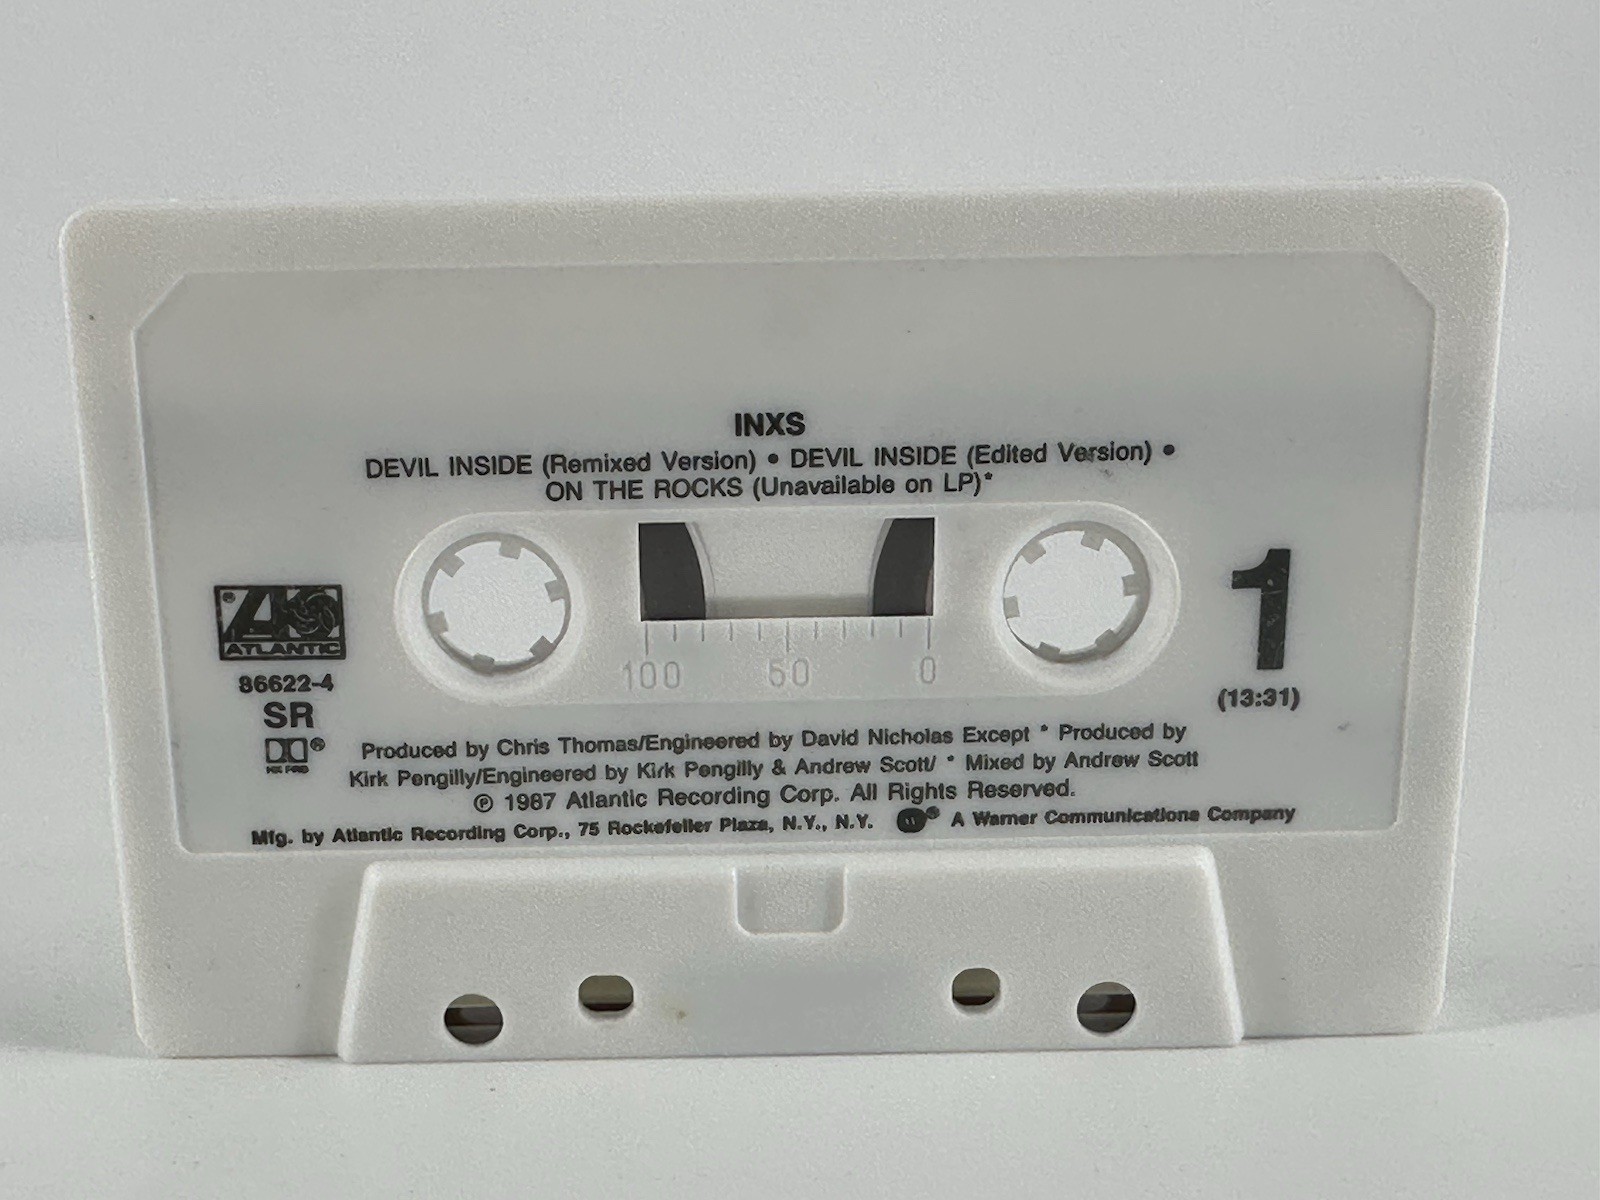 INXS
DEVIL INSIDE (Remixed Version) • DEVIL INSIDE (Edited Version) •
ON THE ROCKS (Unavailable on LP)*
® ATLANTIC
86622-4
SR
®
HX PRO
100 50 0
1
(13:31)
Produced by Chris Thomas/Engineered by David Nicholas Except * Produced by
Kirk Pengilly/Engineered by Kirk Pengilly & Andrew Scott/ * Mixed by Andrew Scott
℗ 1987 Atlantic Recording Corp. All Rights Reserved.
Mfg. by Atlantic Recording Corp., 75 Rockefeller Plaza, N.Y., N.Y. ® A Warner Communications Company